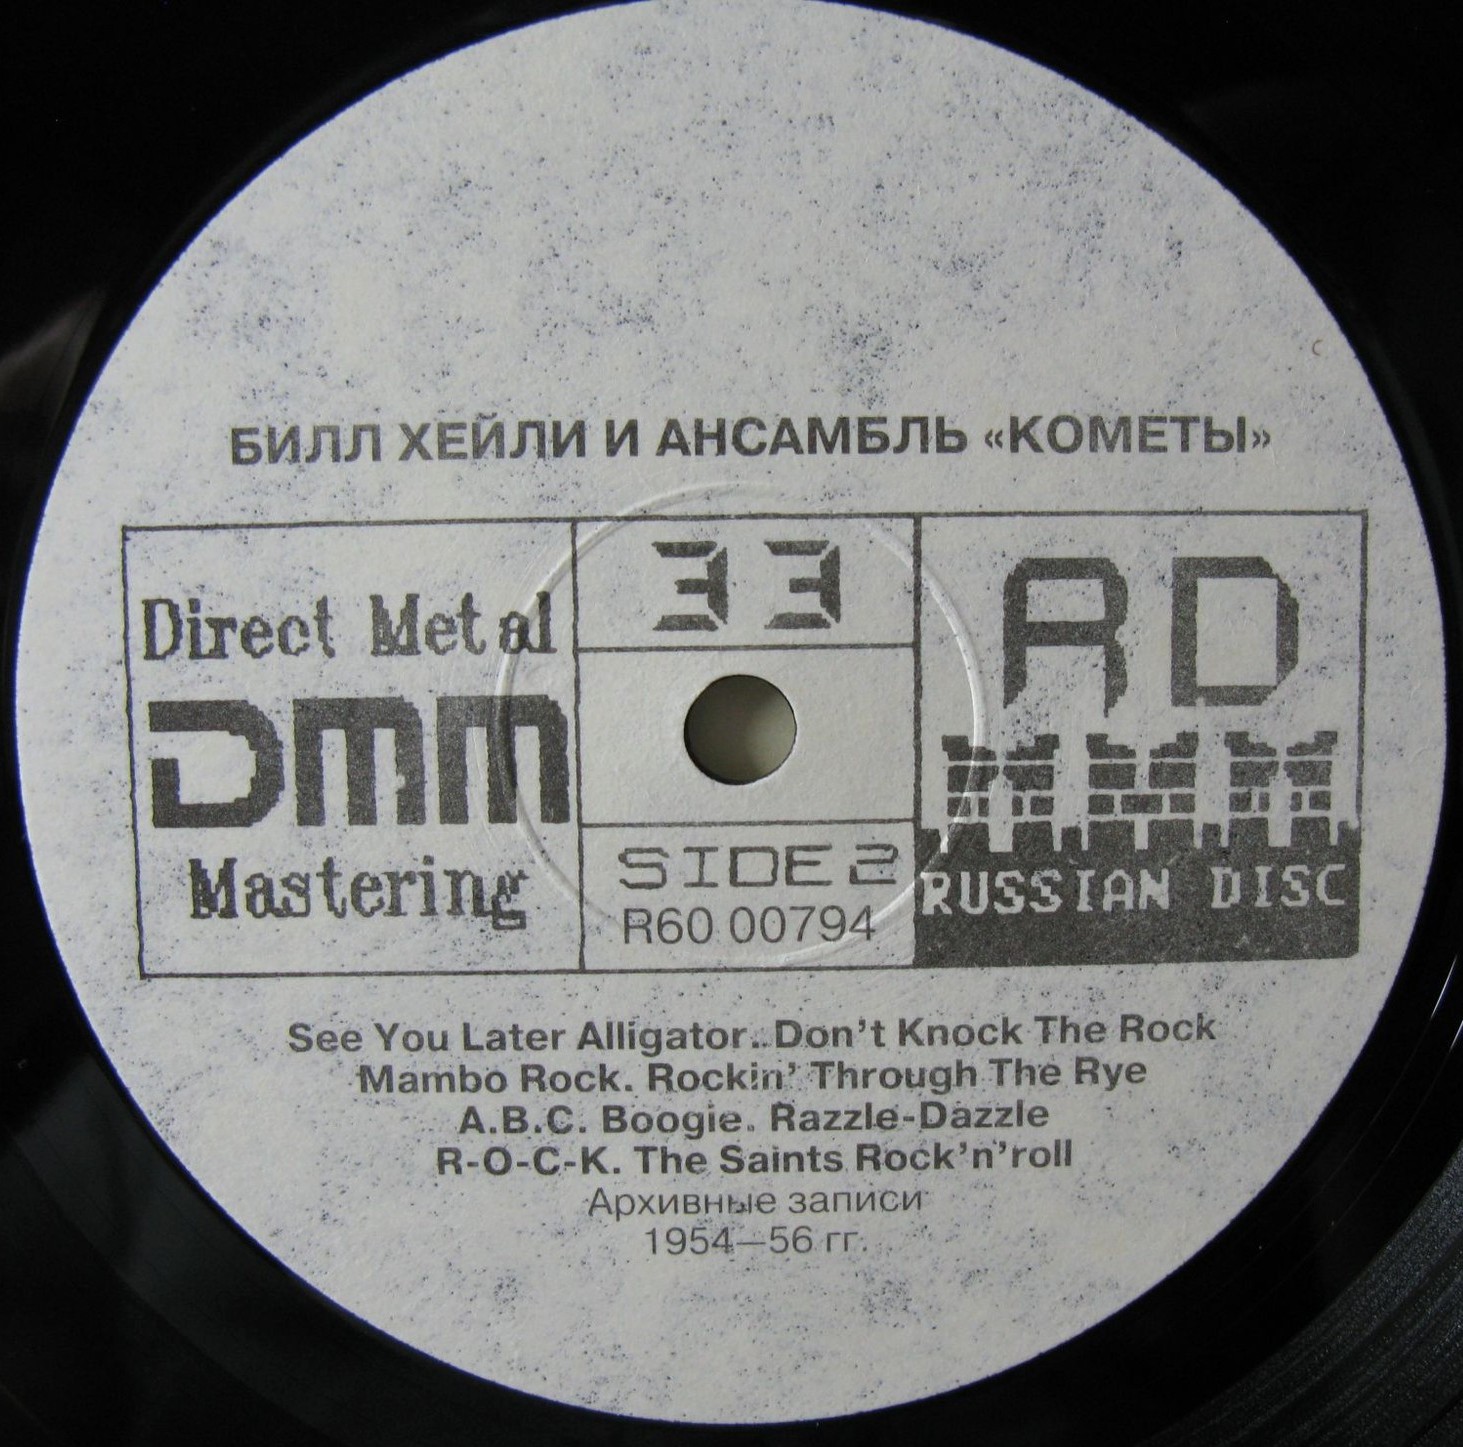 БИЛЛ ХЕЙЛИ И АНСАМБЛЬ «КОМЕТЫ»
Direct Metal
DMM
Mastering
33
SIDE 2
R60 00794
RD
RUSSIAN DISC
See You Later Alligator. Don't Knock The Rock
Mambo Rock. Rockin' Through The Rye
A.B.C. Boogie. Razzle-Dazzle
R-O-C-K. The Saints Rock'n'roll
Архивные записи
1954—56 гг.